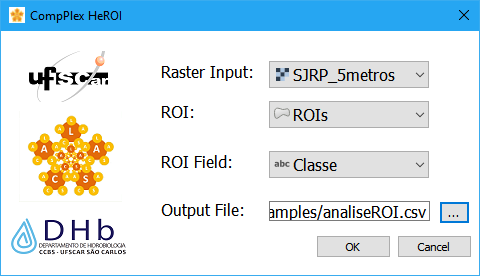 CompPlex HeROI
ufscar
Raster Input: SJRP_5metros
ROI: ROIs
ROI Field: abc Classe
Output File: amples/analiseROI.csv ...
L A
A A
S C
DHb
DEPARTAMENTO DE HIDROBIOLOGIA
CCBS - UFSCAR SÃO CARLOS
OK Cancel